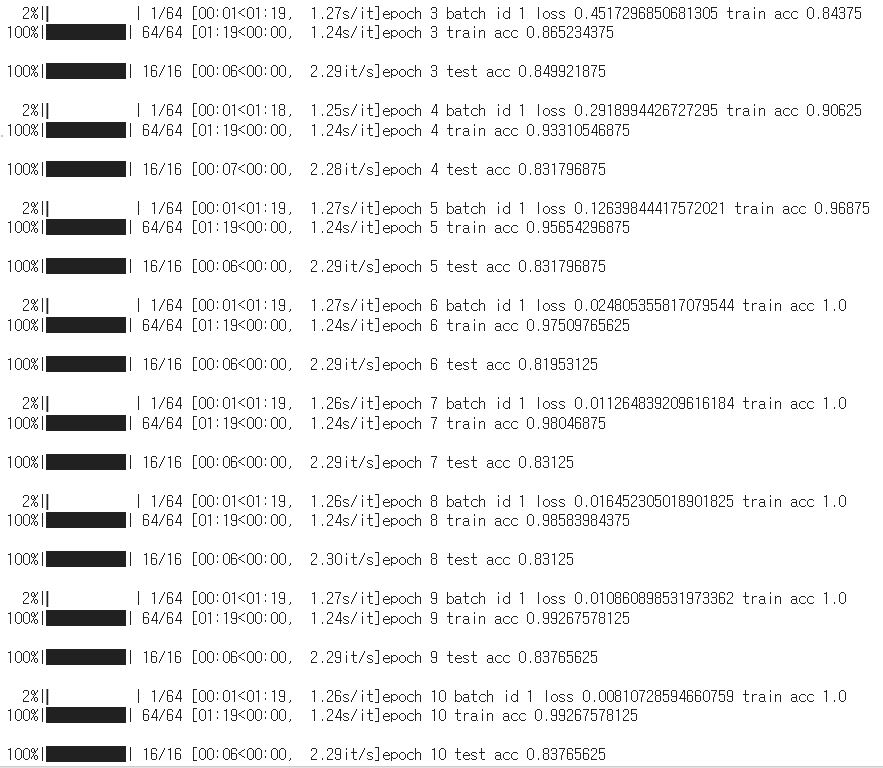 2%| | 1/64 [00:01<01:19, 1.27s/it]epoch 3 batch id 1 loss 0.4517296850681305 train acc 0.84375
100%|██████████| 64/64 [01:19<00:00, 1.24s/it]epoch 3 train acc 0.865234375
100%|██████████| 16/16 [00:06<00:00, 2.29it/s]epoch 3 test acc 0.849921875
2%| | 1/64 [00:01<01:18, 1.25s/it]epoch 4 batch id 1 loss 0.2918994426727295 train acc 0.90625
100%|██████████| 64/64 [01:19<00:00, 1.24s/it]epoch 4 train acc 0.93310546875
100%|██████████| 16/16 [00:07<00:00, 2.28it/s]epoch 4 test acc 0.831796875
2%| | 1/64 [00:01<01:19, 1.27s/it]epoch 5 batch id 1 loss 0.12639844417572021 train acc 0.96875
100%|██████████| 64/64 [01:19<00:00, 1.24s/it]epoch 5 train acc 0.95654296875
100%|██████████| 16/16 [00:06<00:00, 2.29it/s]epoch 5 test acc 0.831796875
2%| | 1/64 [00:01<01:19, 1.27s/it]epoch 6 batch id 1 loss 0.024805355817079544 train acc 1.0
100%|██████████| 64/64 [01:19<00:00, 1.24s/it]epoch 6 train acc 0.97509765625
100%|██████████| 16/16 [00:06<00:00, 2.29it/s]epoch 6 test acc 0.81953125
2%| | 1/64 [00:01<01:19, 1.26s/it]epoch 7 batch id 1 loss 0.011264839209616184 train acc 1.0
100%|██████████| 64/64 [01:19<00:00, 1.24s/it]epoch 7 train acc 0.98046875
100%|██████████| 16/16 [00:06<00:00, 2.29it/s]epoch 7 test acc 0.83125
2%| | 1/64 [00:01<01:19, 1.26s/it]epoch 8 batch id 1 loss 0.016452305018901825 train acc 1.0
100%|██████████| 64/64 [01:19<00:00, 1.24s/it]epoch 8 train acc 0.98583984375
100%|██████████| 16/16 [00:06<00:00, 2.30it/s]epoch 8 test acc 0.83125
2%| | 1/64 [00:01<01:19, 1.27s/it]epoch 9 batch id 1 loss 0.010860898531973362 train acc 1.0
100%|██████████| 64/64 [01:19<00:00, 1.24s/it]epoch 9 train acc 0.99267578125
100%|██████████| 16/16 [00:06<00:00, 2.29it/s]epoch 9 test acc 0.83765625
2%| | 1/64 [00:01<01:19, 1.26s/it]epoch 10 batch id 1 loss 0.00810728594660759 train acc 1.0
100%|██████████| 64/64 [01:19<00:00, 1.24s/it]epoch 10 train acc 0.99267578125
100%|██████████| 16/16 [00:06<00:00, 2.29it/s]epoch 10 test acc 0.83765625